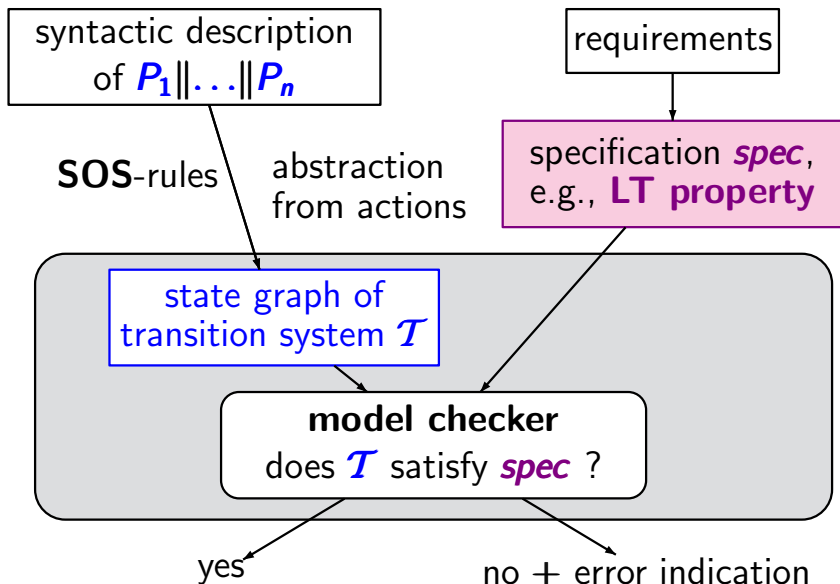 syntactic description
of P₁‖...‖Pₙ
requirements
SOS-rules
abstraction
from actions
specification spec,
e.g., LT property
state graph of
transition system 𝒯
model checker
does 𝒯 satisfy spec ?
yes
no + error indication